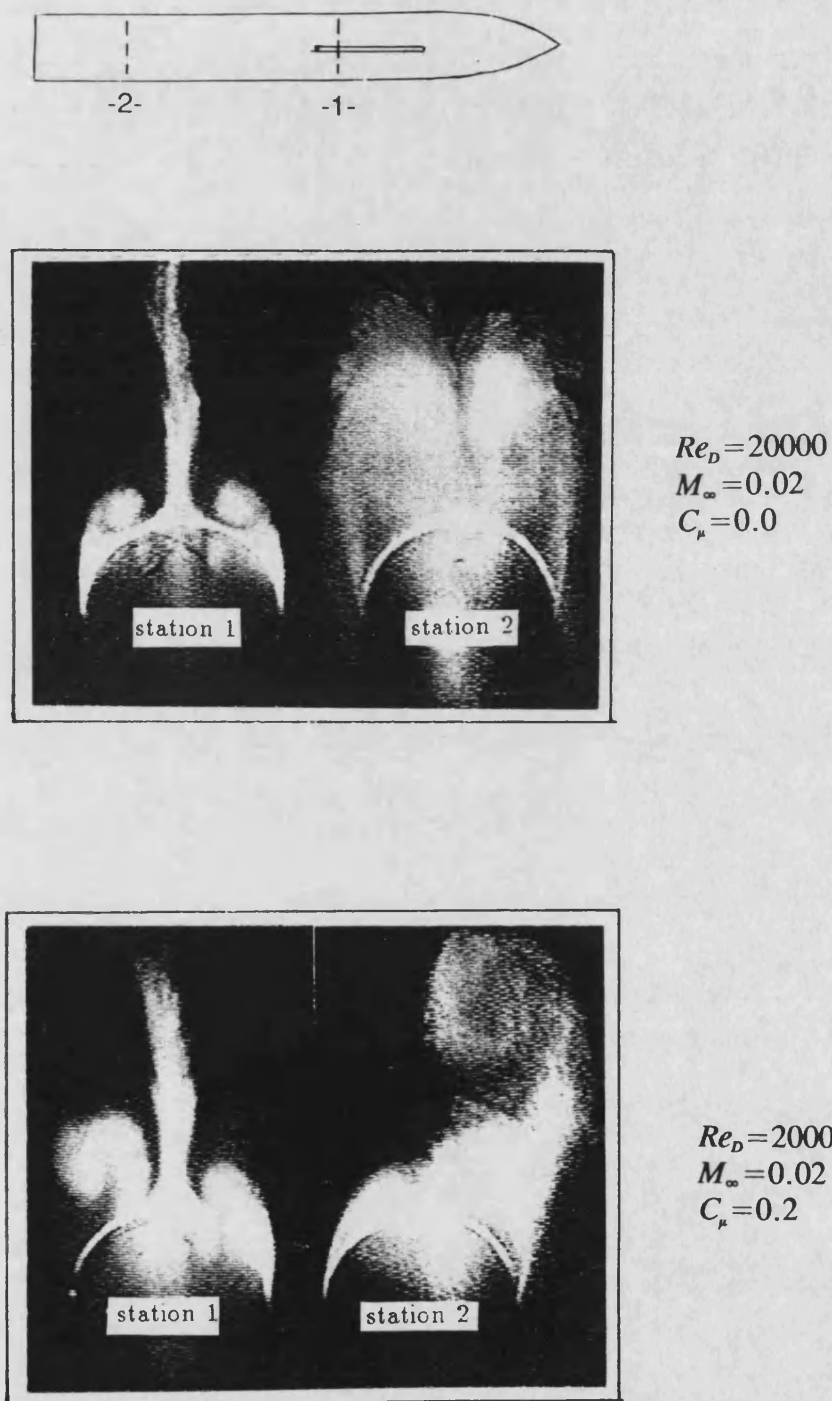 -2- -1-
station 1 station 2
Re_D=20000
M_∞=0.02
C_μ=0.0
station 1 station 2
Re_D=2000
M_∞=0.02
C_μ=0.2